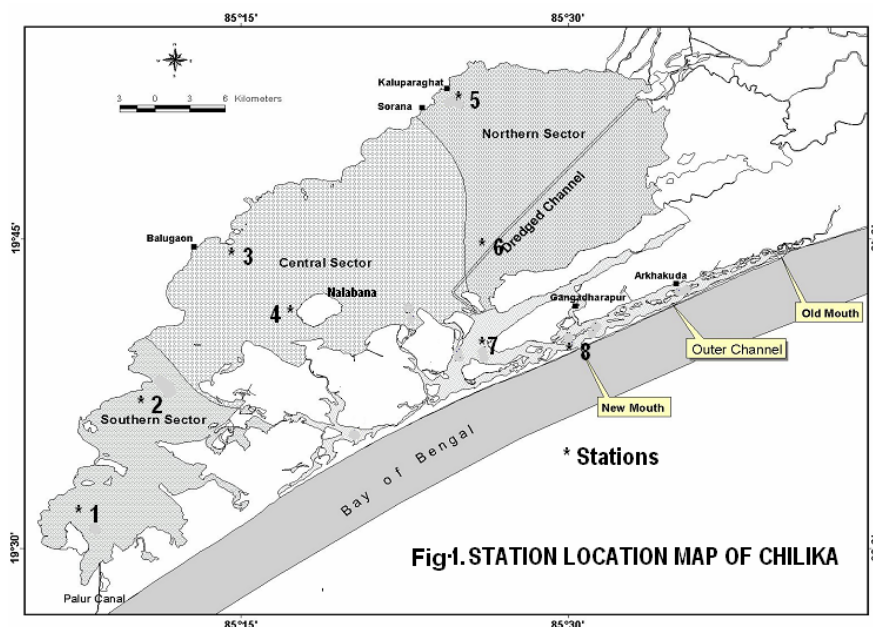 85°15'
85°30'
N
3 0 3 6 Kilometers
Kaluparaghat
5
Sorana
Northern Sector
Dredged Channel
6
19°45'
Balugaon
3
Central Sector
Nalabana
4
Arkhakuda
Gangadharapur
Old Mouth
7
8
Outer Channel
New Mouth
2
Southern Sector
Bay of Bengal
* Stations
1
19°30'
Fig-1. STATION LOCATION MAP OF CHILIKA
Palur Canal
85°15'
85°30'